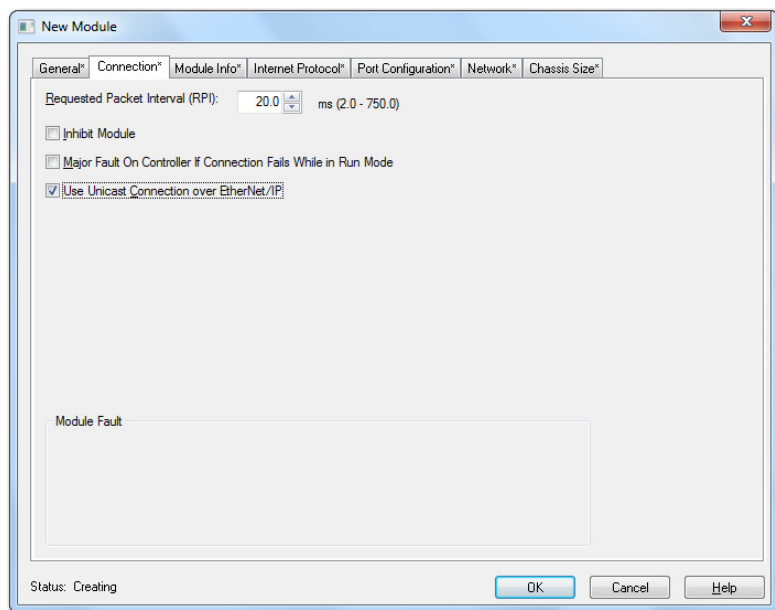 New Module
General* Connection* Module Info* Internet Protocol* Port Configuration* Network* Chassis Size*
Requested Packet Interval (RPI): 20.0 ms (2.0 - 750.0)
Inhibit Module
Major Fault On Controller If Connection Fails While in Run Mode
Use Unicast Connection over EtherNet/IP
Module Fault
Status: Creating OK Cancel Help